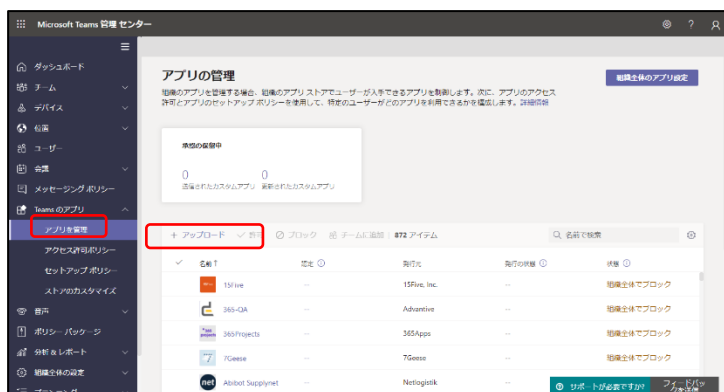 Microsoft Teams 管理 センター
?
ダッシュボード
チーム
デバイス
位置
ユーザー
会議
メッセージング ポリシー
Teams のアプリ
アプリを管理
アクセス許可ポリシー
セットアップ ポリシー
ストアのカスタマイズ
音声
ポリシー パッケージ
分析 & レポート
組織全体の設定
アプリの管理
組織全体のアプリ設定
組織のアプリを管理する場合、組織のアプリ ストアでユーザーが入手できるアプリを制御します。次に、アプリのアクセス
許可とアプリのセットアップ ポリシーを使用して、特定のユーザーがどのアプリを利用できるかを構成します。詳細情報
承認の保留中
0 0
送信されたカスタムアプリ 更新されたカスタムアプリ
+ アップロード 許可 ブロック チームに追加 872 アイテム 名前で検索
名前↑ 認定 発行元 発行の状態 状態
15Five -- 15Five, Inc. -- 組織全体でブロック
365-QA -- Advantive -- 組織全体でブロック
365Projects -- 365Apps -- 組織全体でブロック
7Geese -- 7Geese -- 組織全体でブロック
net Abibot Supplynet -- Netlogistik --
サポートが必要ですか? フィードバッ
クを送信